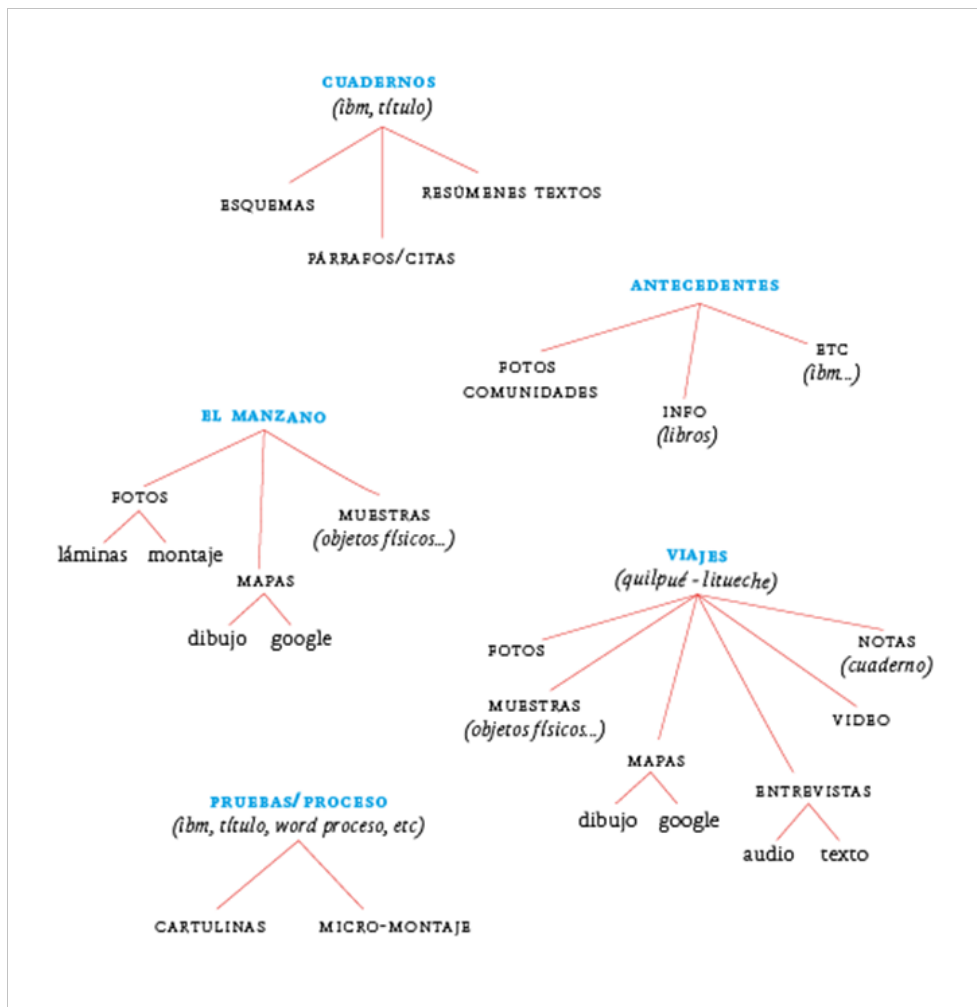 CUADERNOS
(ibm, título)
ESQUEMAS
RESÚMENES TEXTOS
PÁRRAFOS/CITAS
ANTECEDENTES
FOTOS
COMUNIDADES
INFO
(libros)
ETC
(ibm...)
EL MANZANO
FOTOS
láminas montaje
MAPAS
dibujo google
MUESTRAS
(objetos físicos...)
VIAJES
(quilpué - litueche)
FOTOS
MUESTRAS
(objetos físicos...)
MAPAS
dibujo google
ENTREVISTAS
audio texto
VIDEO
NOTAS
(cuaderno)
PRUEBAS/PROCESO
(ibm, título, word proceso, etc)
CARTULINAS
MICRO-MONTAJE